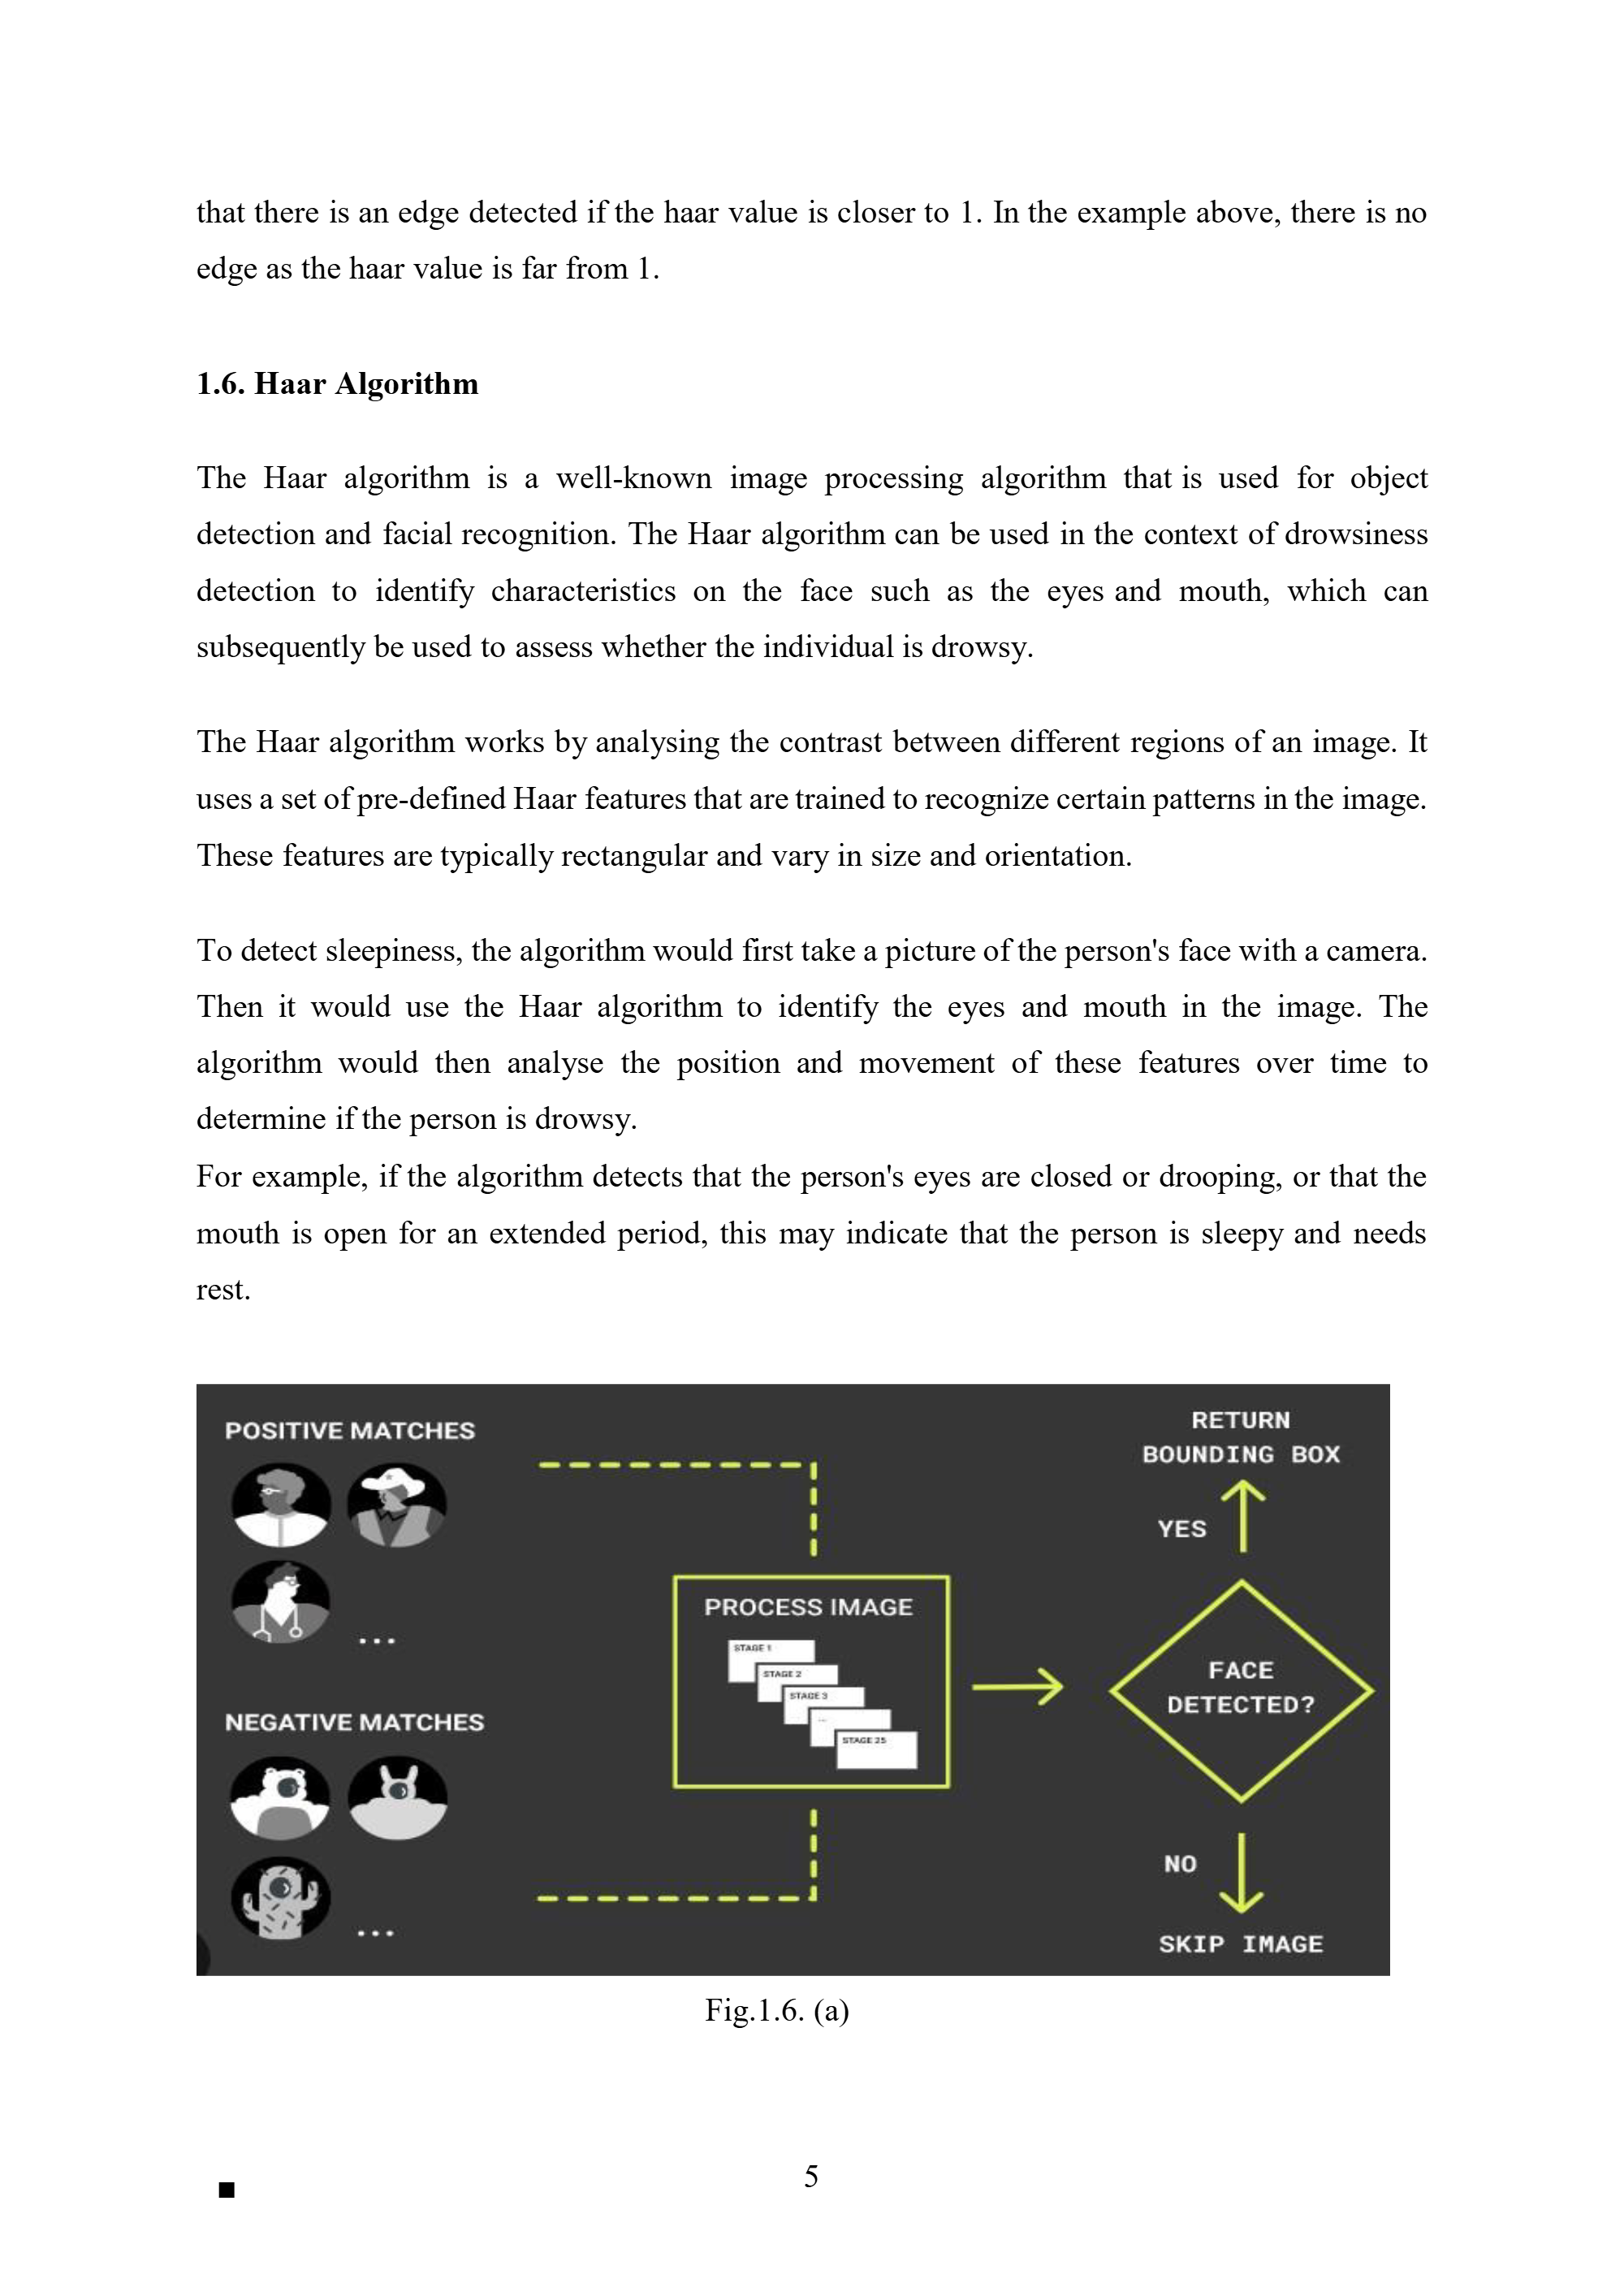 that there is an edge detected if the haar value is closer to 1. In the example above, there is no
edge as the haar value is far from 1.
1.6. Haar Algorithm
The Haar algorithm is a well-known image processing algorithm that is used for object
detection and facial recognition. The Haar algorithm can be used in the context of drowsiness
detection to identify characteristics on the face such as the eyes and mouth, which can
subsequently be used to assess whether the individual is drowsy.
The Haar algorithm works by analysing the contrast between different regions of an image. It
uses a set of pre-defined Haar features that are trained to recognize certain patterns in the image.
These features are typically rectangular and vary in size and orientation.
To detect sleepiness, the algorithm would first take a picture of the person's face with a camera.
Then it would use the Haar algorithm to identify the eyes and mouth in the image. The
algorithm would then analyse the position and movement of these features over time to
determine if the person is drowsy.
For example, if the algorithm detects that the person's eyes are closed or drooping, or that the
mouth is open for an extended period, this may indicate that the person is sleepy and needs
rest.
POSITIVE MATCHES
...
NEGATIVE MATCHES
...
PROCESS IMAGE
STAGE 1
STAGE 2
STAGE 3
...
STAGE 25
RETURN
BOUNDING BOX
YES
FACE
DETECTED?
NO
SKIP IMAGE
Fig.1.6. (a)
5